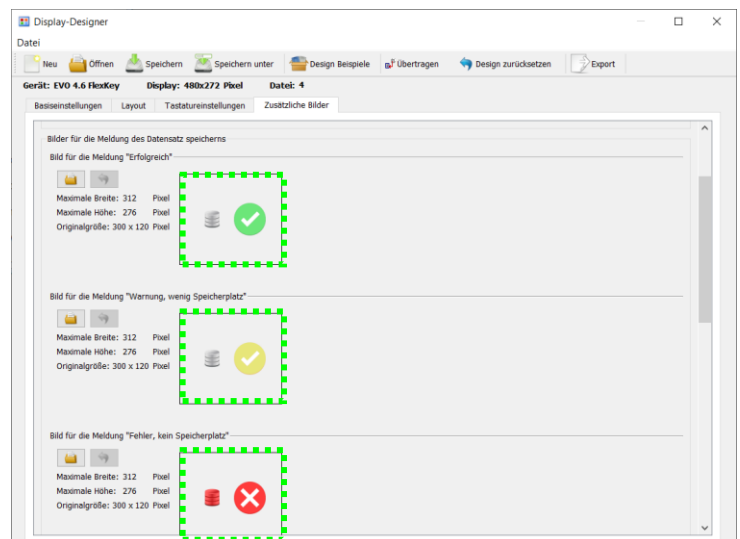 Display-Designer
Datei
Neu Öffnen Speichern Speichern unter Design Beispiele Übertragen Design zurücksetzen Export
Gerät: EVO 4.6 FlexKey Display: 480x272 Pixel Datei: 4
Basiseinstellungen Layout Tastatureinstellungen Zusätzliche Bilder
Bilder für die Meldung des Datensatz speicherns
Bild für die Meldung "Erfolgreich"
Maximale Breite: 312 Pixel
Maximale Höhe: 276 Pixel
Originalgröße: 300 x 120 Pixel
Bild für die Meldung "Warnung, wenig Speicherplatz"
Maximale Breite: 312 Pixel
Maximale Höhe: 276 Pixel
Originalgröße: 300 x 120 Pixel
Bild für die Meldung "Fehler, kein Speicherplatz"
Maximale Breite: 312 Pixel
Maximale Höhe: 276 Pixel
Originalgröße: 300 x 120 Pixel